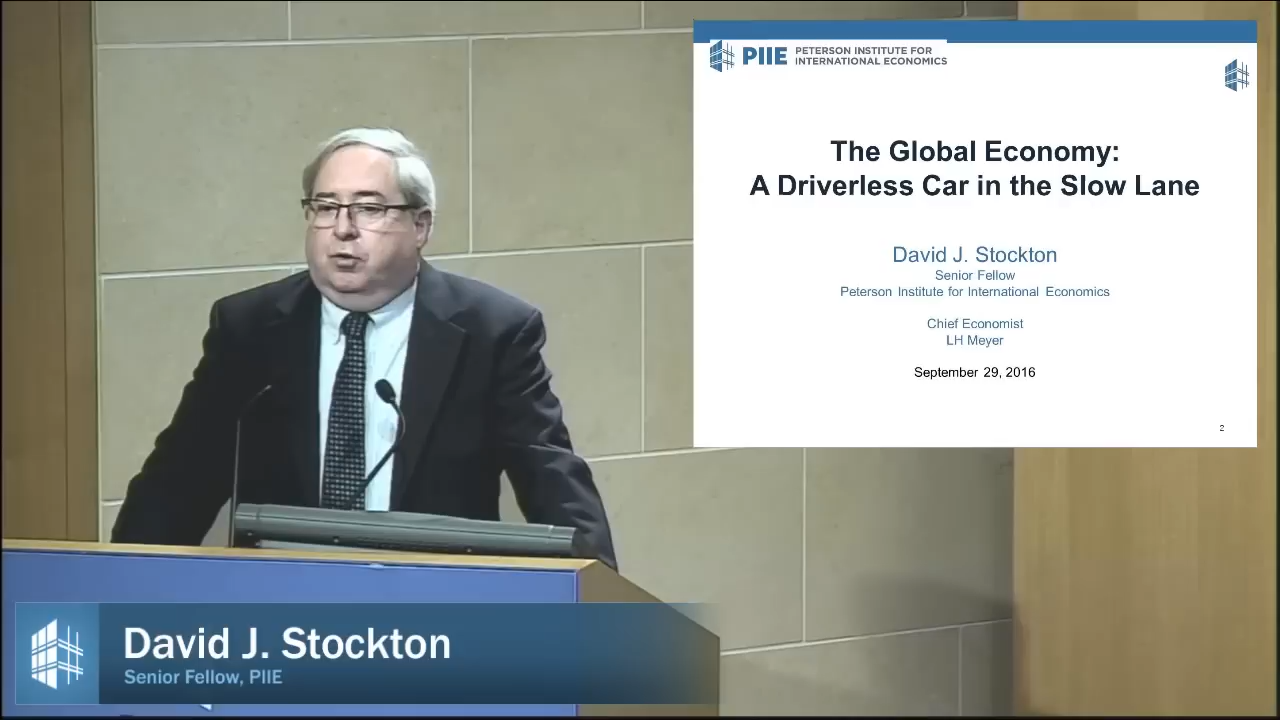 PIIE
PETERSON INSTITUTE FOR
INTERNATIONAL ECONOMICS
The Global Economy:
A Driverless Car in the Slow Lane
David J. Stockton
Senior Fellow
Peterson Institute for International Economics
Chief Economist
LH Meyer
September 29, 2016
2
David J. Stockton
Senior Fellow, PIIE